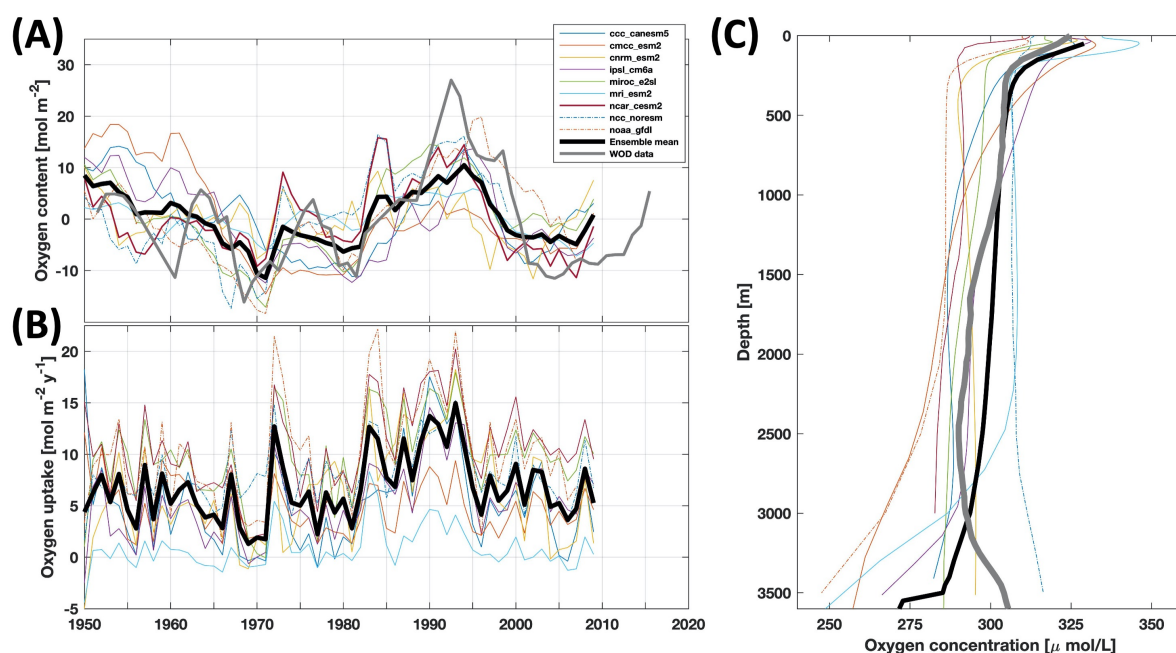 (A)
Oxygen content [mol m⁻²]
30
20
10
0
-10
ccc_canesm5
cmcc_esm2
cnrm_esm2
ipsl_cm6a
miroc_e2sl
mri_esm2
ncar_cesm2
ncc_noresm
noaa_gfdl
Ensemble mean
WOD data
(B)
Oxygen uptake [mol m⁻² y⁻¹]
20
15
10
5
0
-5
1950 1960 1970 1980 1990 2000 2010 2020
(C)
Depth [m]
0
500
1000
1500
2000
2500
3000
3500
250 275 300 325 350
Oxygen concentration [μ mol/L]